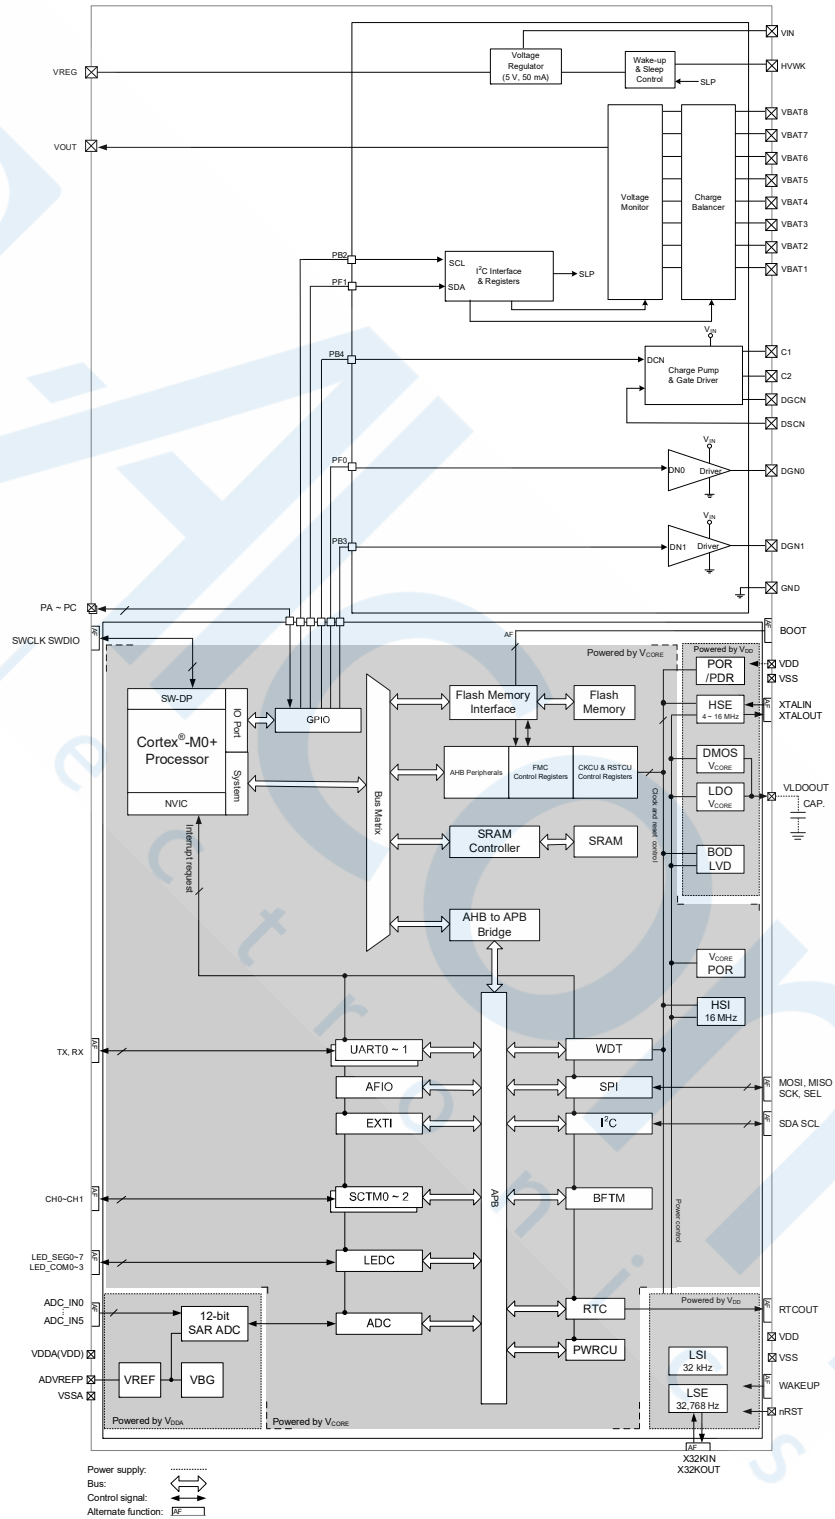 VIN
Voltage
Regulator
(5 V, 50 mA)
Wake-up
& Sleep
Control
HVWK
VREG
SLP
VBAT8
VBAT7
VOUT
VBAT6
VBAT5
Voltage
Monitor
Charge
Balancer
VBAT4
VBAT3
VBAT2
VBAT1
PB2
SCL
I²C Interface
& Registers
SLP
PF1
SDA
VIN
C1
PB4
DCN
Charge Pump
& Gate Driver
C2
DGCN
DSCN
VIN
PF0
DN0
Driver
DGN0
VIN
PB3
DN1
Driver
DGN1
GND
PA ~ PC
SWCLK SWDIO
AF
AF
AF
BOOT
Powered by VCORE
Powered by VDD
POR
/PDR
VDD
VSS
SW-DP
IO Port
GPIO
Flash Memory
Interface
Flash
Memory
HSE
4 ~ 16 MHz
AF
XTALIN
XTALOUT
Cortex®-M0+
Processor
System
NVIC
Bus Matrix
AHB Peripherals
FMC
Control Registers
CKCU & RSTCU
Control Registers
DMOS
VCORE
LDO
VCORE
VLDOOUT
CAP.
Clock and reset control
Interrupt request
SRAM
Controller
SRAM
BOD
LVD
AHB to APB
Bridge
VCORE
POR
HSI
16 MHz
TX, RX
AF
UART0 ~ 1
WDT
AFIO
SPI
AF
MOSI, MISO
SCK, SEL
EXTI
I²C
AF
SDA SCL
APB
CH0~CH1
AF
SCTM0 ~ 2
BFTM
Power control
LED_SEG0~7
LED_COM0~3
AF
LEDC
ADC_IN0
ADC_IN5
AF
12-bit
SAR ADC
ADC
RTC
Powered by VDD
AF
RTCOUT
VDD
PWRCU
VDDA(VDD)
LSI
32 kHz
VSS
ADVREFP
VREF
VBG
LSE
32,768 Hz
AF
WAKEUP
VSSA
nRST
Powered by VDDA
Powered by VCORE
AF
X32KIN
X32KOUT
Power supply:
Bus:
Control signal:
Alternate function: AF